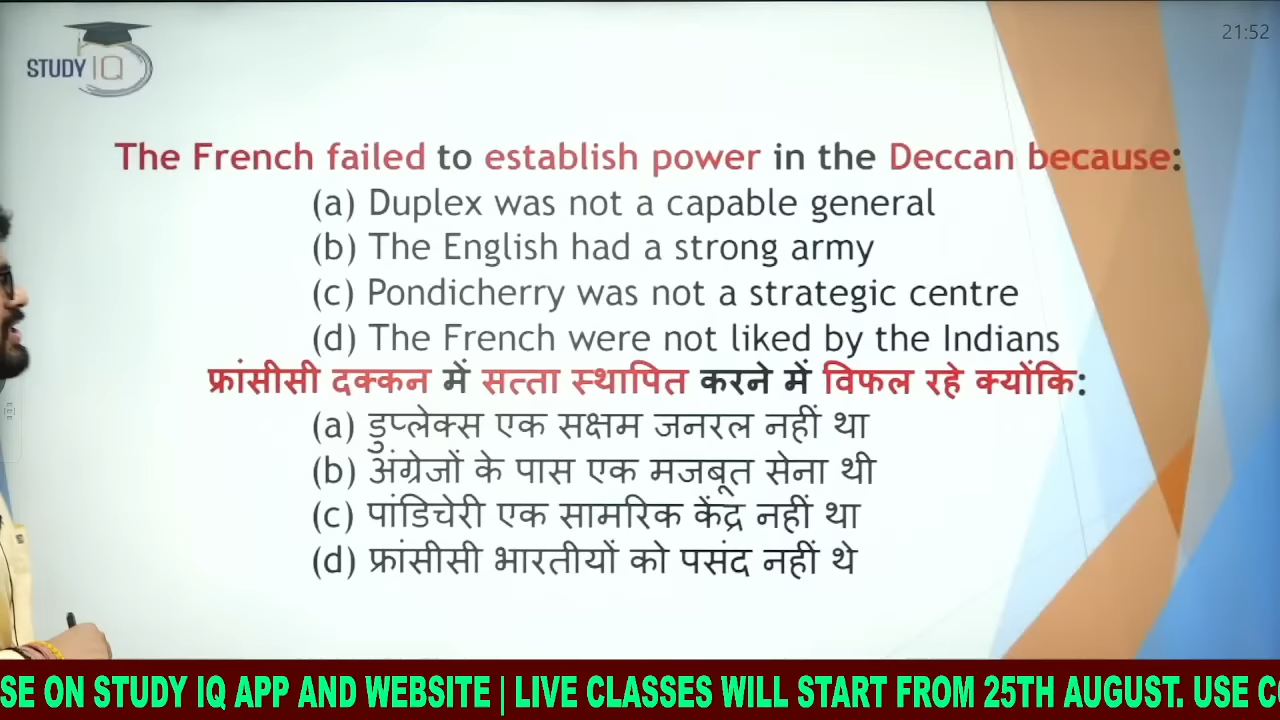 21:52
STUDY IQ
The French failed to establish power in the Deccan because:
(a) Duplex was not a capable general
(b) The English had a strong army
(c) Pondicherry was not a strategic centre
(d) The French were not liked by the Indians
फ्रांसीसी दक्कन में सत्ता स्थापित करने में विफल रहे क्योंकि:
(a) डुप्लेक्स एक सक्षम जनरल नहीं था
(b) अंग्रेजों के पास एक मजबूत सेना थी
(c) पांडिचेरी एक सामरिक केंद्र नहीं था
(d) फ्रांसीसी भारतीयों को पसंद नहीं थे
SE ON STUDY IQ APP AND WEBSITE | LIVE CLASSES WILL START FROM 25TH AUGUST. USE